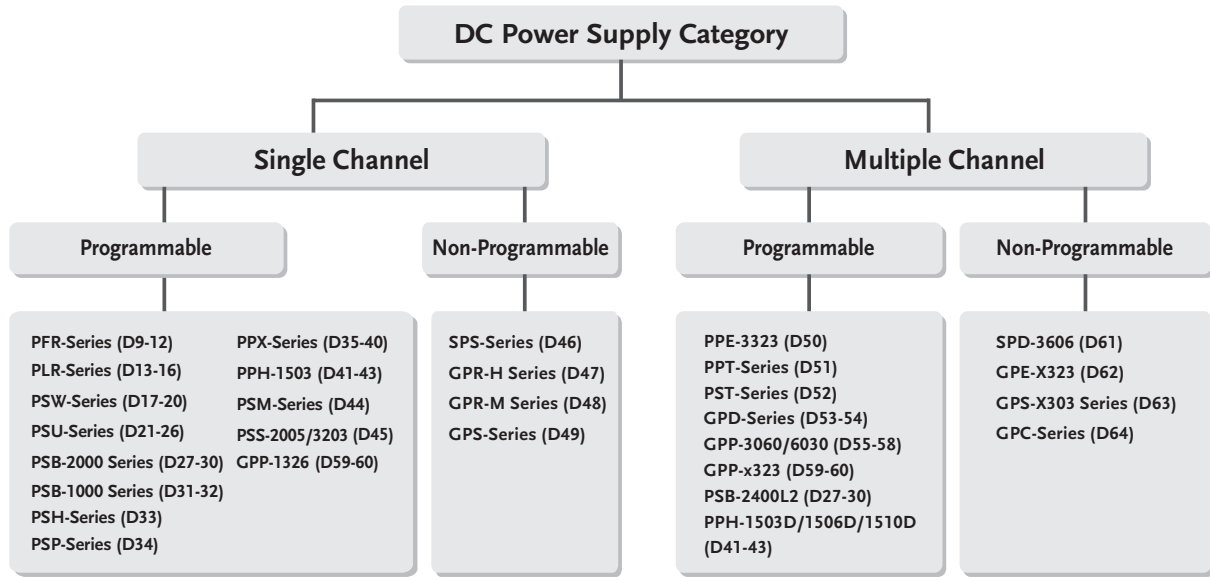 DC Power Supply Category
Single Channel
Multiple Channel
Programmable
Non-Programmable
Programmable
Non-Programmable
PFR-Series (D9-12)
PLR-Series (D13-16)
PSW-Series (D17-20)
PSU-Series (D21-26)
PSB-2000 Series (D27-30)
PSB-1000 Series (D31-32)
PSH-Series (D33)
PSP-Series (D34)
PPX-Series (D35-40)
PPH-1503 (D41-43)
PSM-Series (D44)
PSS-2005/3203 (D45)
GPP-1326 (D59-60)
SPS-Series (D46)
GPR-H Series (D47)
GPR-M Series (D48)
GPS-Series (D49)
PPE-3323 (D50)
PPT-Series (D51)
PST-Series (D52)
GPD-Series (D53-54)
GPP-3060/6030 (D55-58)
GPP-x323 (D59-60)
PSB-2400L2 (D27-30)
PPH-1503D/1506D/1510D
(D41-43)
SPD-3606 (D61)
GPE-X323 (D62)
GPS-X303 Series (D63)
GPC-Series (D64)